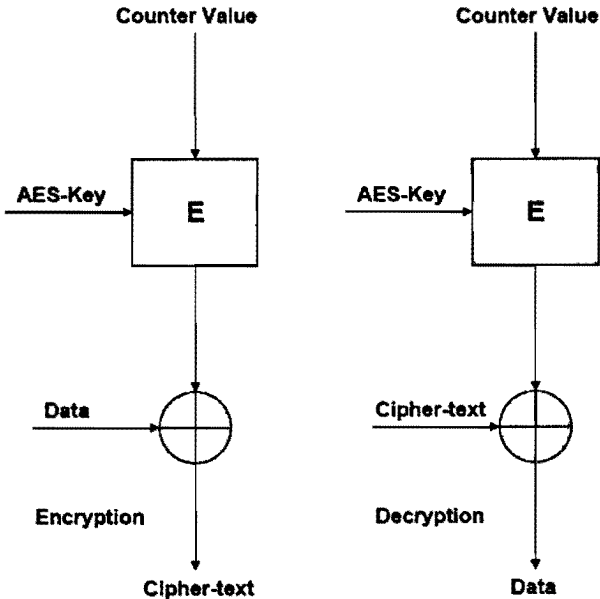 Counter Value
AES-Key
E
Data
Encryption
Cipher-text
Counter Value
AES-Key
E
Cipher-text
Decryption
Data